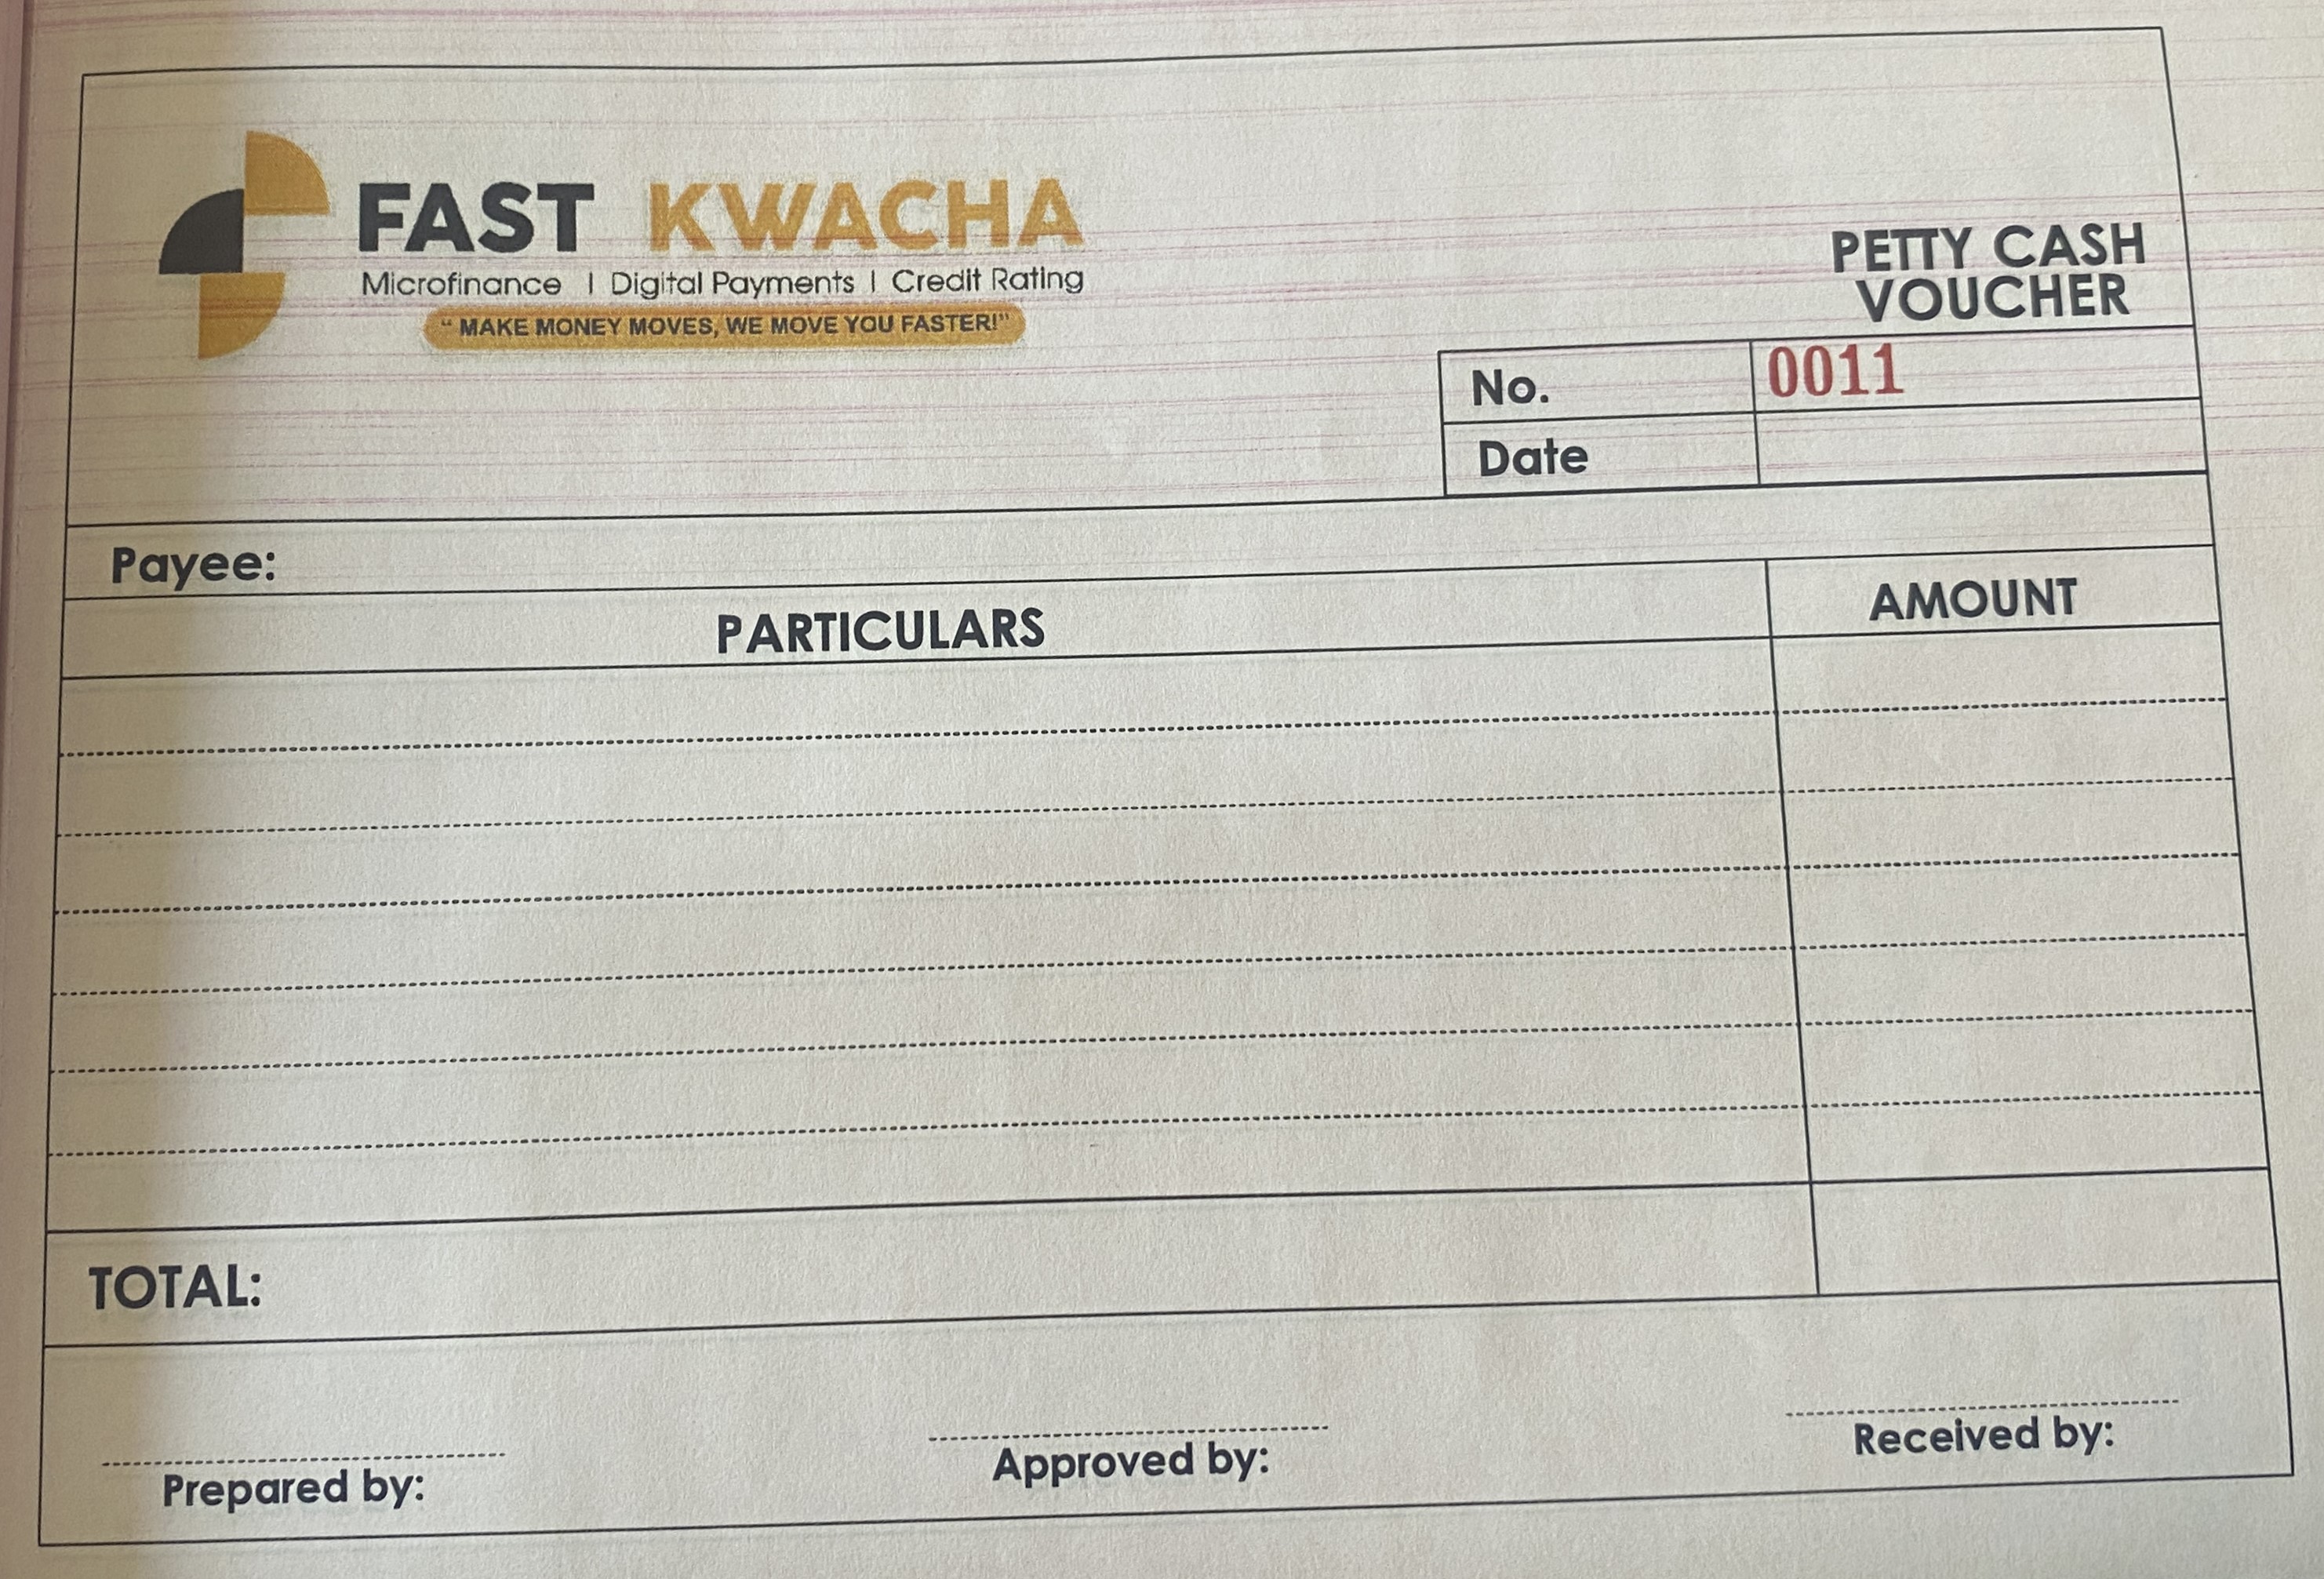 FAST KWACHA
Microfinance | Digital Payments | Credit Rating
“ MAKE MONEY MOVES, WE MOVE YOU FASTER!”
PETTY CASH
VOUCHER
No. 0011
Date
Payee:
PARTICULARS AMOUNT
TOTAL:
Prepared by: Approved by: Received by: